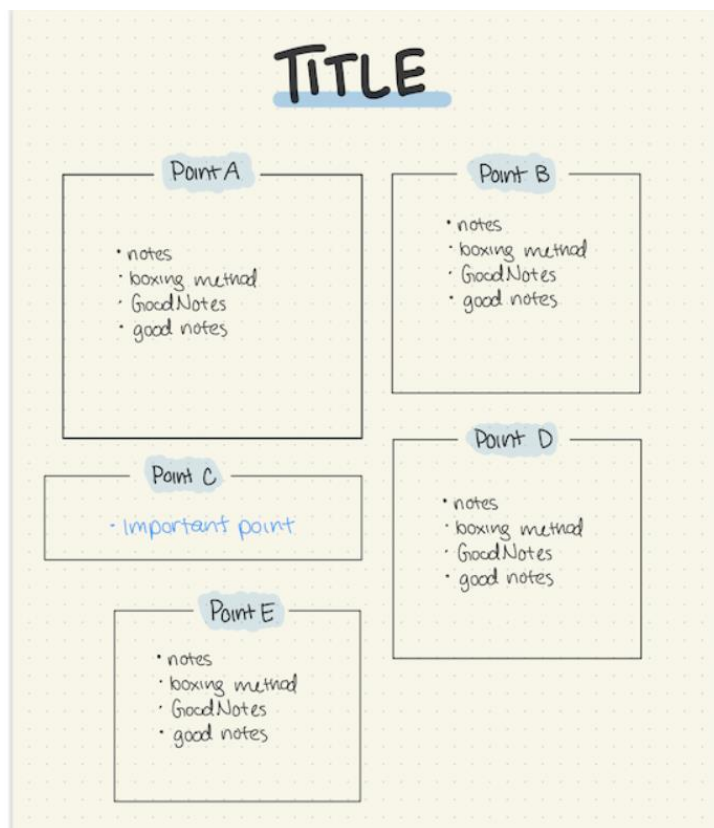 TITLE
Point A
• notes
• boxing method
• GoodNotes
• good notes
Point B
• notes
• boxing method
• GoodNotes
• good notes
Point C
• Important point
Point D
• notes
• boxing method
• GoodNotes
• good notes
Point E
• notes
• boxing method
• GoodNotes
• good notes